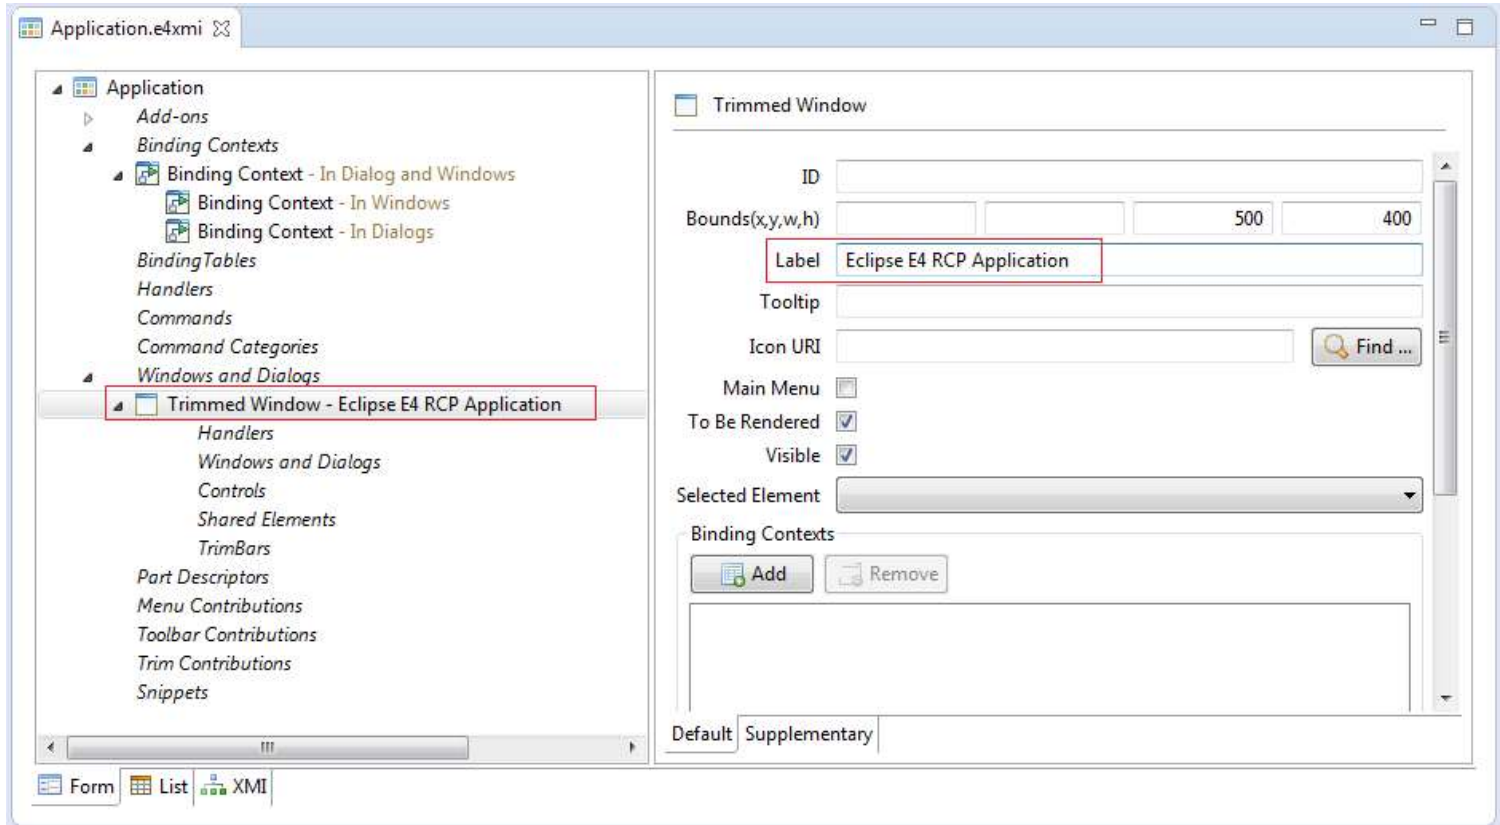 Application.e4xmi
Application
Add-ons
Binding Contexts
Binding Context - In Dialog and Windows
Binding Context - In Windows
Binding Context - In Dialogs
BindingTables
Handlers
Commands
Command Categories
Windows and Dialogs
Trimmed Window - Eclipse E4 RCP Application
Handlers
Windows and Dialogs
Controls
Shared Elements
TrimBars
Part Descriptors
Menu Contributions
Toolbar Contributions
Trim Contributions
Snippets
Trimmed Window
ID
Bounds(x,y,w,h) 500 400
Label Eclipse E4 RCP Application
Tooltip
Icon URI Find ...
Main Menu
To Be Rendered
Visible
Selected Element
Binding Contexts
Add Remove
Default Supplementary
Form List XMI